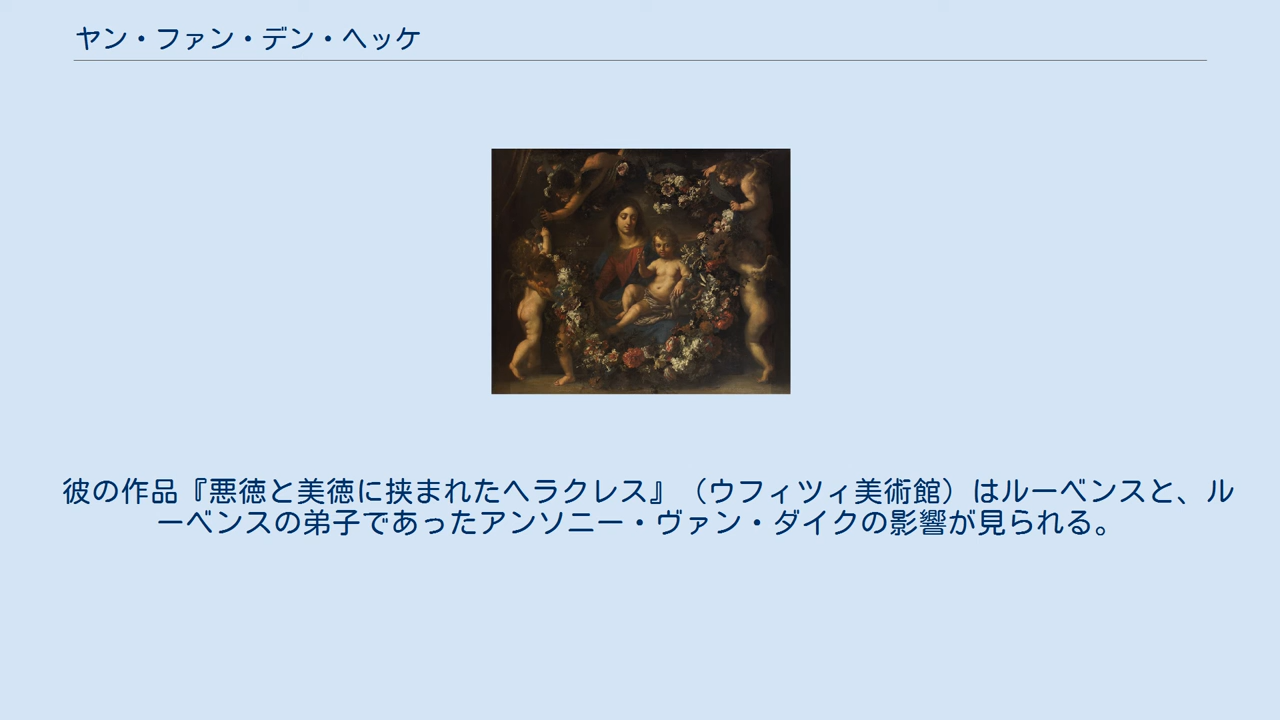 ヤン・ファン・デン・ヘッケ
彼の作品『悪徳と美徳に挟まれたヘラクレス』（ウフィツィ美術館）はルーベンスと、ル
ーベンスの弟子であったアンソニー・ヴァン・ダイクの影響が見られる。